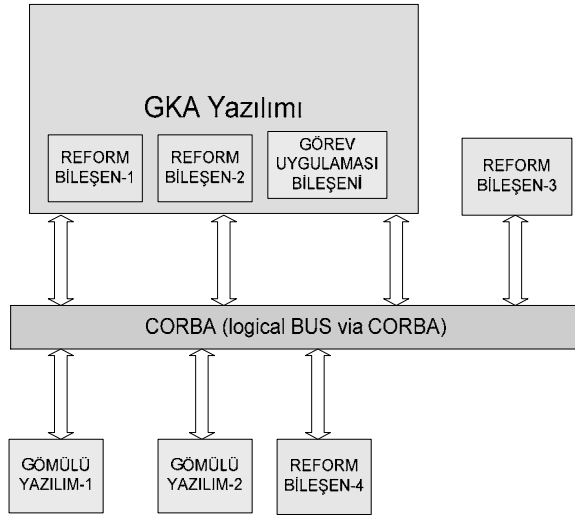 GKA Yazılımı
REFORM
BİLEŞEN-1
REFORM
BİLEŞEN-2
GÖREV
UYGULAMASI
BİLEŞENİ
REFORM
BİLEŞEN-3
CORBA (logical BUS via CORBA)
GÖMÜLÜ
YAZILIM-1
GÖMÜLÜ
YAZILIM-2
REFORM
BİLEŞEN-4